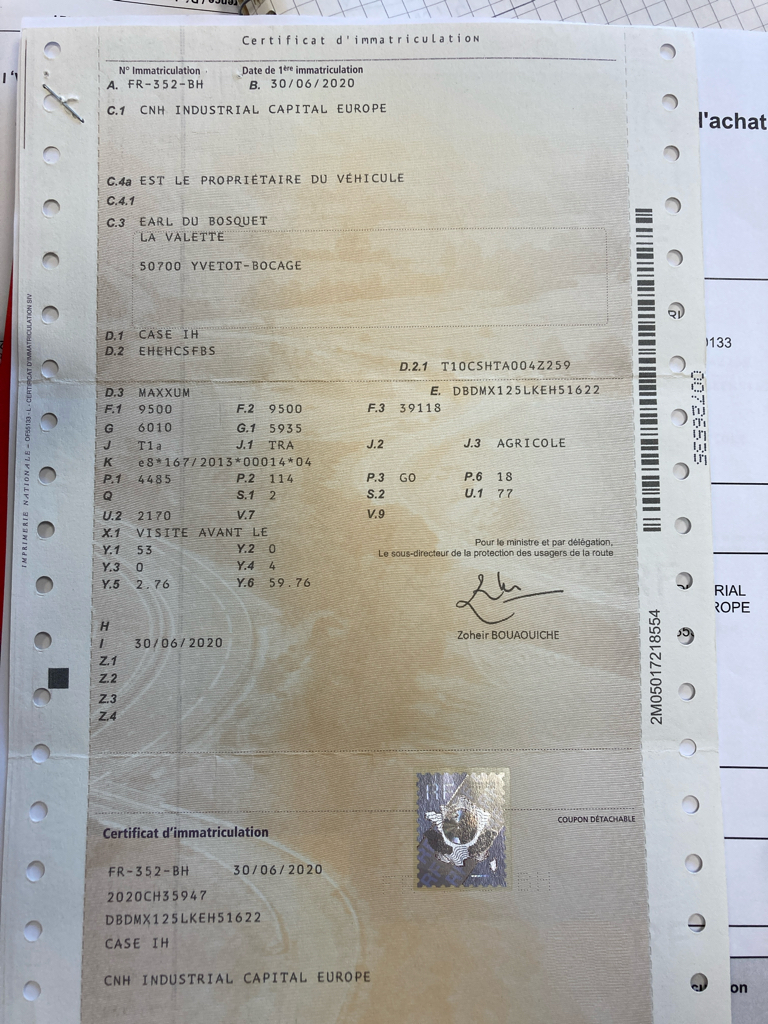 Certificat d'immatriculation
N° Immatriculation Date de 1ère immatriculation
A. FR-352-BH B. 30/06/2020
C.1 CNH INDUSTRIAL CAPITAL EUROPE
C.4a EST LE PROPRIÉTAIRE DU VÉHICULE
C.4.1
C.3 EARL DU BOSQUET
LA VALETTE
50700 YVETOT-BOCAGE
D.1 CASE IH
D.2 EHEHCSFBS
D.2.1 T10CSHTA004Z259
D.3 MAXXUM E. DBDMX125LKEH51622
F.1 9500 F.2 9500 F.3 39118
G 6010 G.1 5935
J T1a J.1 TRA J.2 J.3 AGRICOLE
K e8*167/2013*00014*04
P.1 4485 P.2 114 P.3 GO P.6 18
Q S.1 2 S.2 U.1 77
U.2 2170 V.7 V.9
X.1 VISITE AVANT LE
Y.1 53 Y.2 0
Y.3 0 Y.4 4
Y.5 2.76 Y.6 59.76
Pour le ministre et par délégation,
Le sous-directeur de la protection des usagers de la route
Zoheir BOUAOUICHE
H
I 30/06/2020
Z.1
Z.2
Z.3
Z.4
COUPON DÉTACHABLE
Certificat d'immatriculation
FR-352-BH 30/06/2020
2020CH35947
DBDMX125LKEH51622
CASE IH
CNH INDUSTRIAL CAPITAL EUROPE
RF
2M05017218554
l'achat
0133
RIAL
ROPE
on